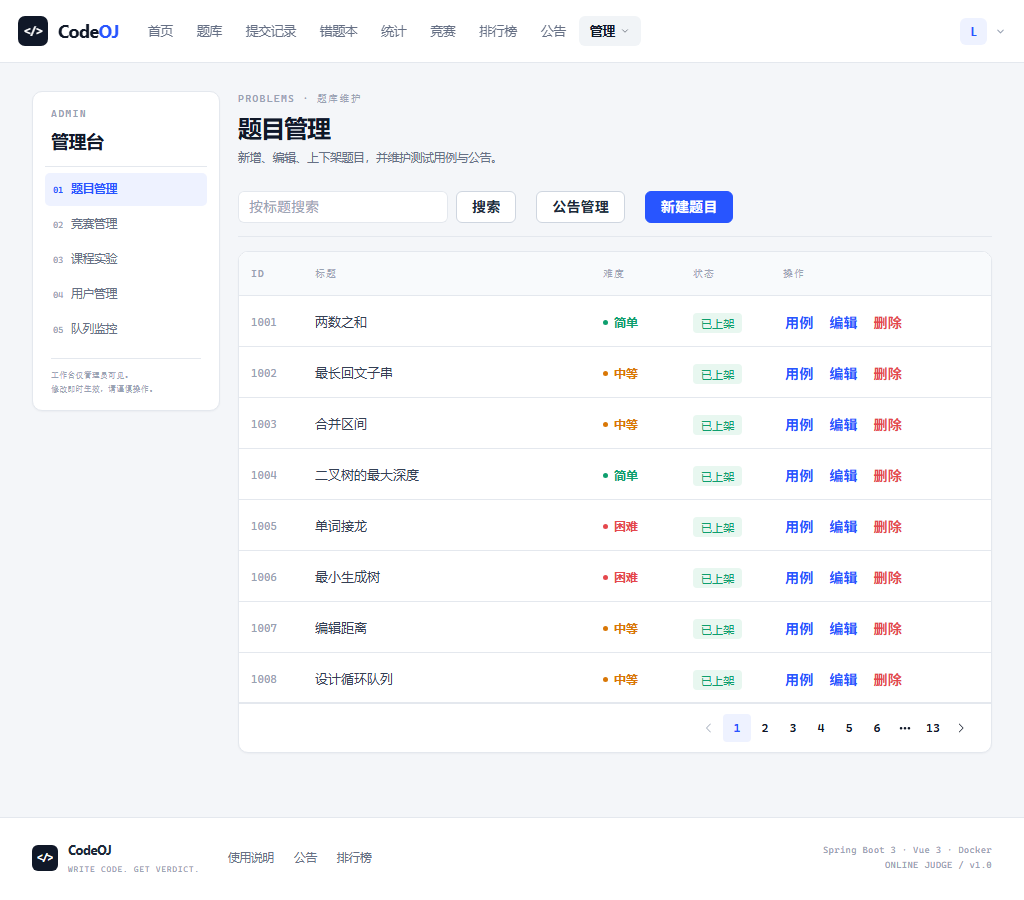 </> CodeOJ 首页 题库 提交记录 错题本 统计 竞赛 排行榜 公告 管理 L
ADMIN
管理台
01 题目管理
02 竞赛管理
03 课程实验
04 用户管理
05 队列监控
工作台仅管理员可见。
修改即时生效，请谨慎操作。
PROBLEMS · 题库维护
题目管理
新增、编辑、上下架题目，并维护测试用例与公告。
按标题搜索 搜索 公告管理 新建题目
ID 标题 难度 状态 操作
1001 两数之和 简单 已上架 用例 编辑 删除
1002 最长回文子串 中等 已上架 用例 编辑 删除
1003 合并区间 中等 已上架 用例 编辑 删除
1004 二叉树的最大深度 简单 已上架 用例 编辑 删除
1005 单词接龙 困难 已上架 用例 编辑 删除
1006 最小生成树 困难 已上架 用例 编辑 删除
1007 编辑距离 中等 已上架 用例 编辑 删除
1008 设计循环队列 中等 已上架 用例 编辑 删除
1 2 3 4 5 6 ••• 13
</> CodeOJ
WRITE CODE. GET VERDICT.
使用说明 公告 排行榜
Spring Boot 3 · Vue 3 · Docker
ONLINE JUDGE / v1.0